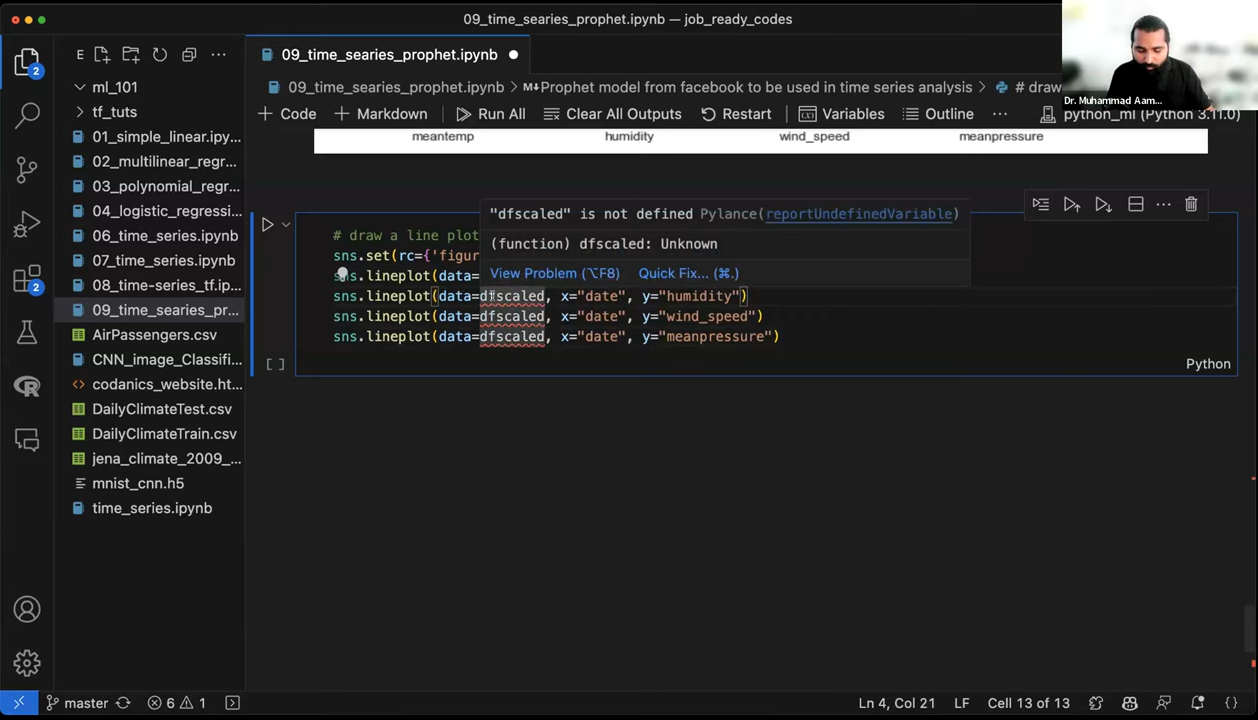 09_time_searies_prophet.ipynb — job_ready_codes
E
09_time_searies_prophet.ipynb
2
09_time_searies_prophet.ipynb > M↓Prophet model from facebook to be used in time series analysis > # draw
+ Code + Markdown Run All Clear All Outputs Restart Variables Outline ... python_ml (Python 3.11.0)
Dr. Muhammad Aam...
ml_101
tf_tuts
01_simple_linear.ipy...
02_multilinear_regr...
03_polynomial_regr...
04_logistic_regressi...
06_time_series.ipynb
07_time_series.ipynb
08_time-series_tf.ip...
09_time_searies_pr...
AirPassengers.csv
CNN_image_Classifi...
codanics_website.ht...
DailyClimateTest.csv
DailyClimateTrain.csv
jena_climate_2009_...
mnist_cnn.h5
time_series.ipynb
2
meantemp humidity wind_speed meanpressure
"dfscaled" is not defined Pylance(reportUndefinedVariable)
(function) dfscaled: Unknown
View Problem (⌥F8) Quick Fix... (⌘.)
# draw a line plot
sns.set(rc={'figur
sns.lineplot(data=
sns.lineplot(data=dfscaled, x="date", y="humidity")
sns.lineplot(data=dfscaled, x="date", y="wind_speed")
sns.lineplot(data=dfscaled, x="date", y="meanpressure")
[ ]
Python
master 6 1 Ln 4, Col 21 LF Cell 13 of 13